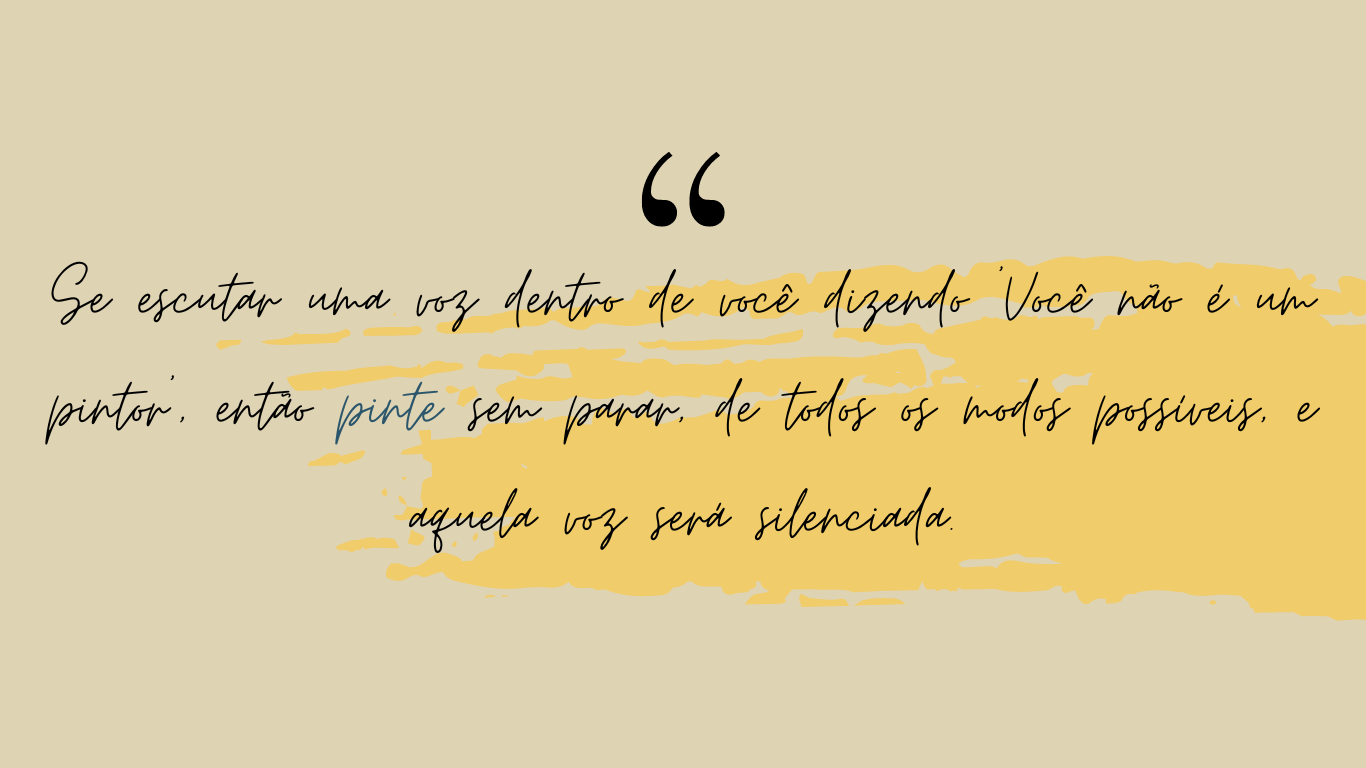 “
Se escutar uma voz dentro de você dizendo 'Você não é um
pintor', então pinte sem parar, de todos os modos possíveis, e
aquela voz será silenciada.